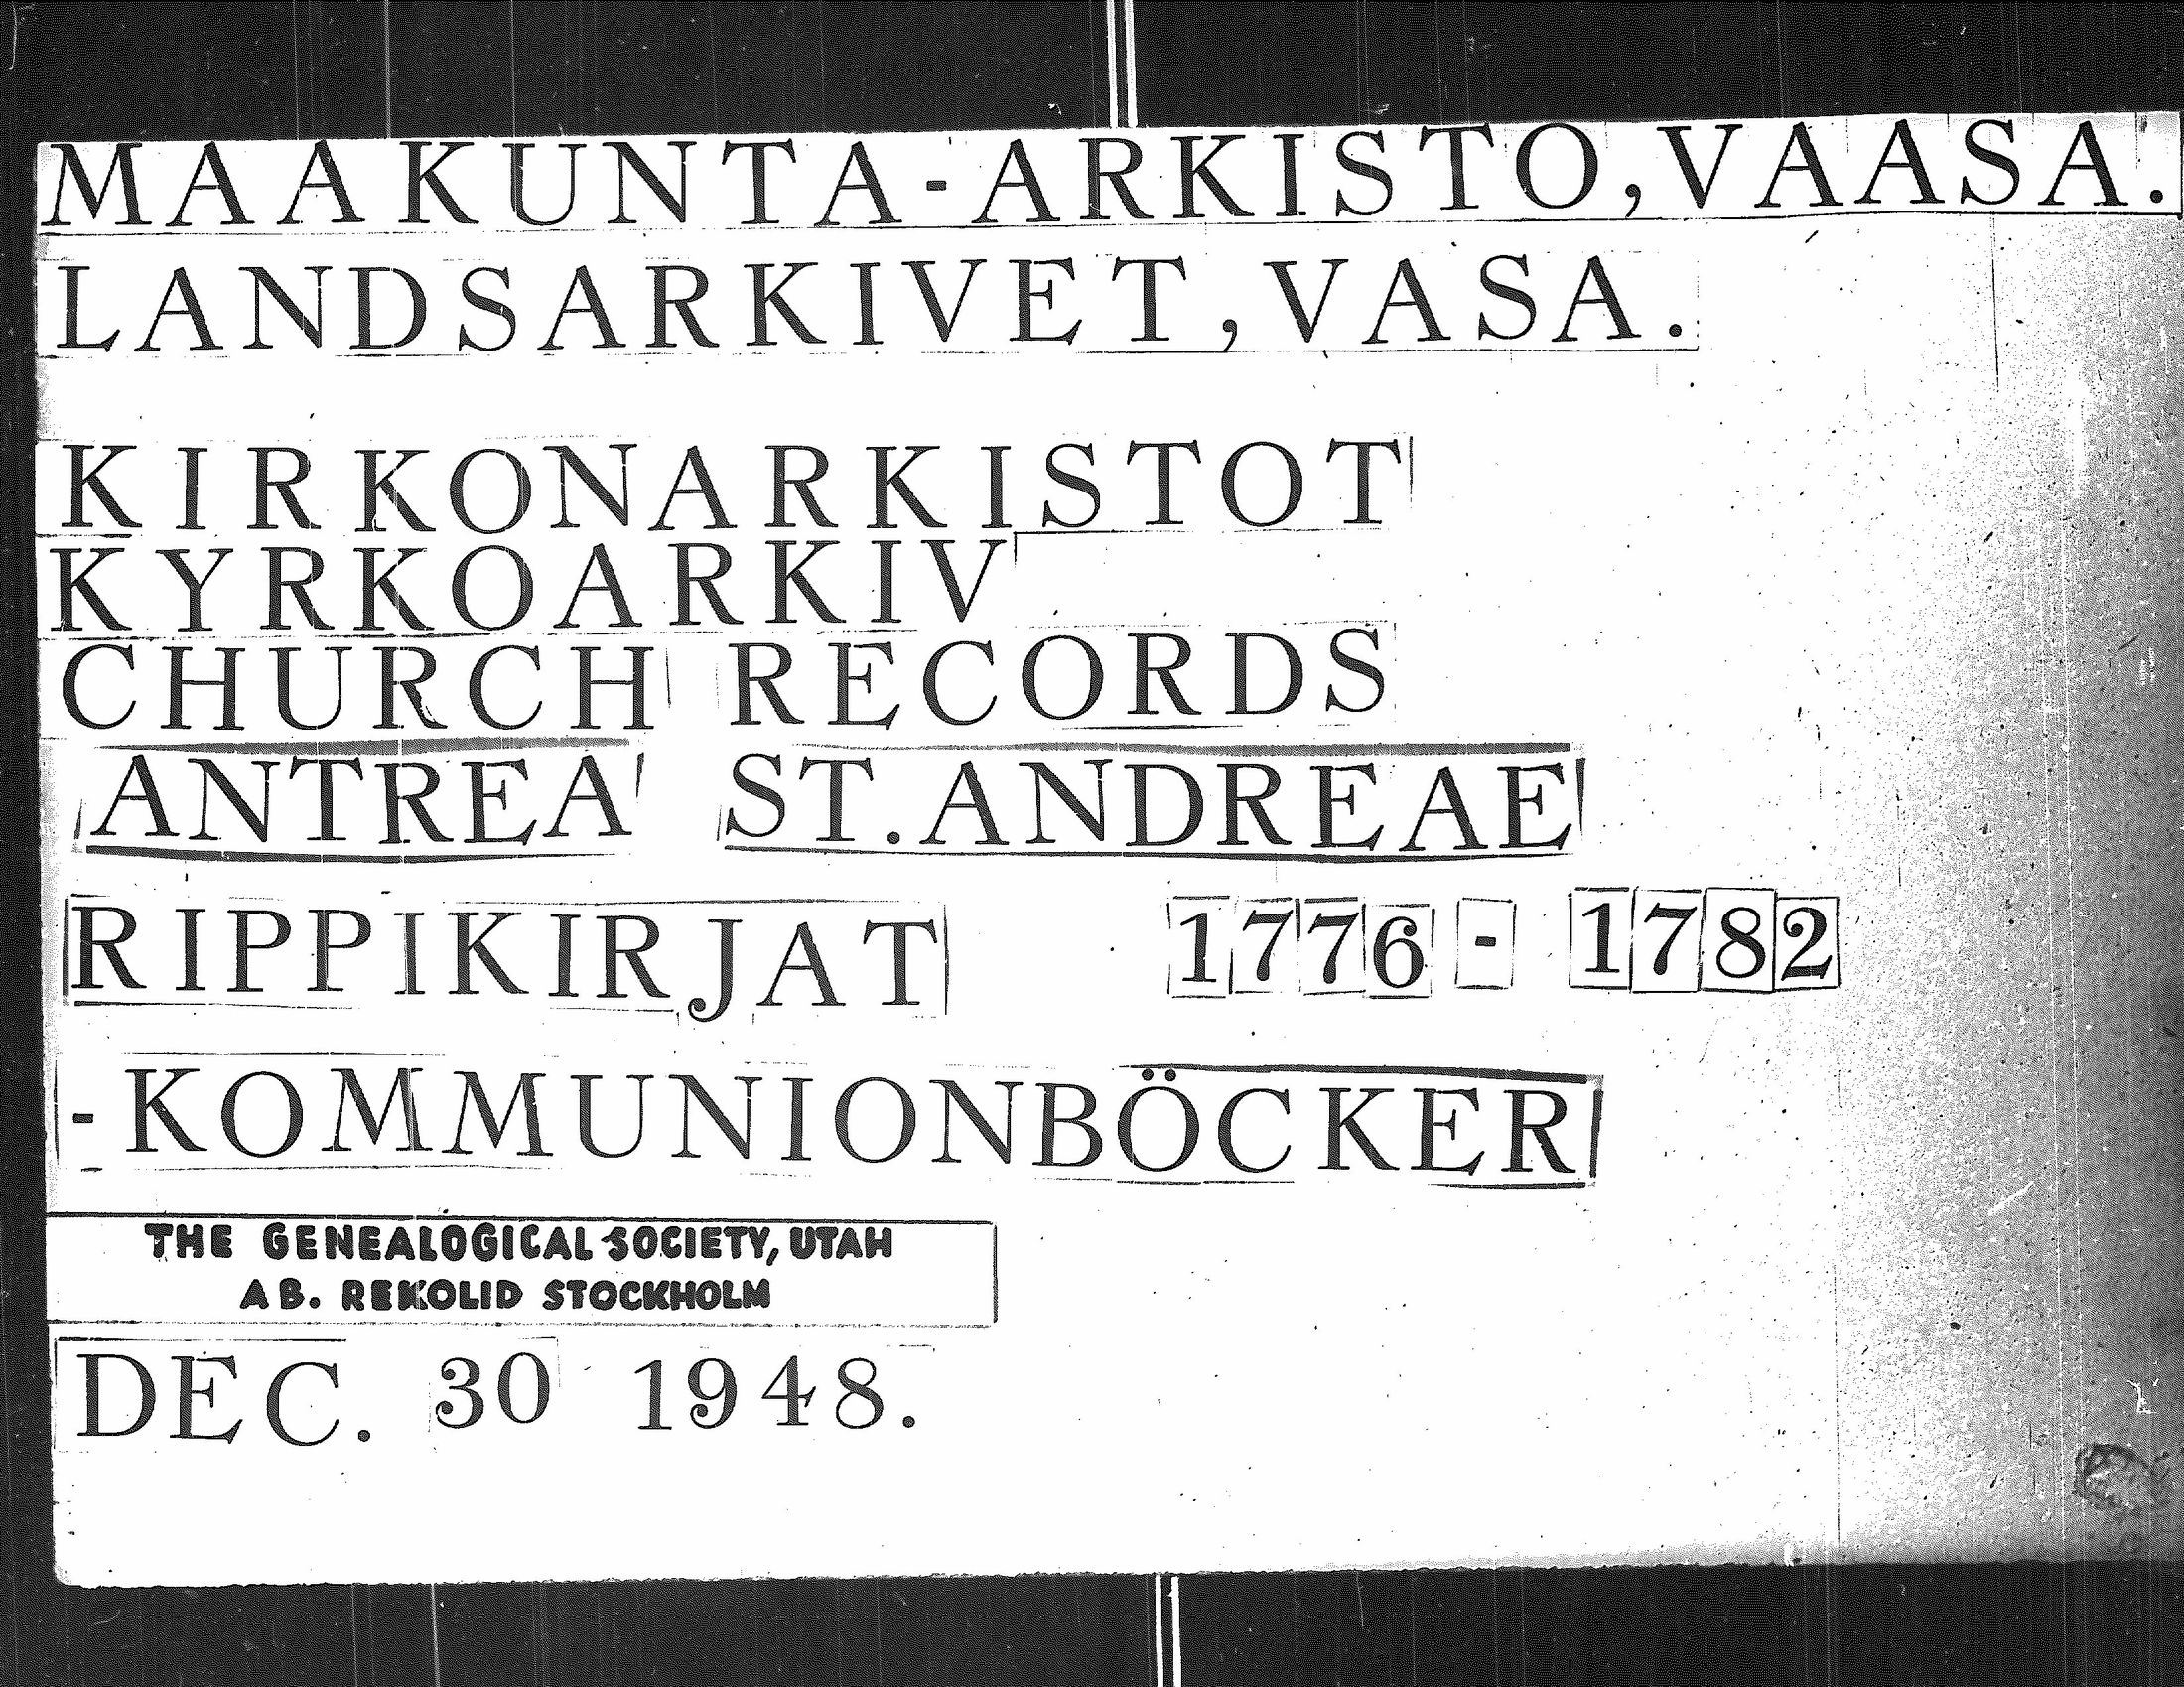 MAAKUNTA-ARKISTO, VAASA.
LANDSARKIVET, VASA.
KIRKONARKISTOT
KYRKOARKIV
CHURCH RECORDS
ANTREA ST. ANDREAE
RIPPIKIRJAT 1776 - 1782
-KOMMUNIONBÖCKER
THE GENEALOGICAL SOCIETY, UTAH
AB. REKOLID STOCKHOLM
DEC. 30 1948.